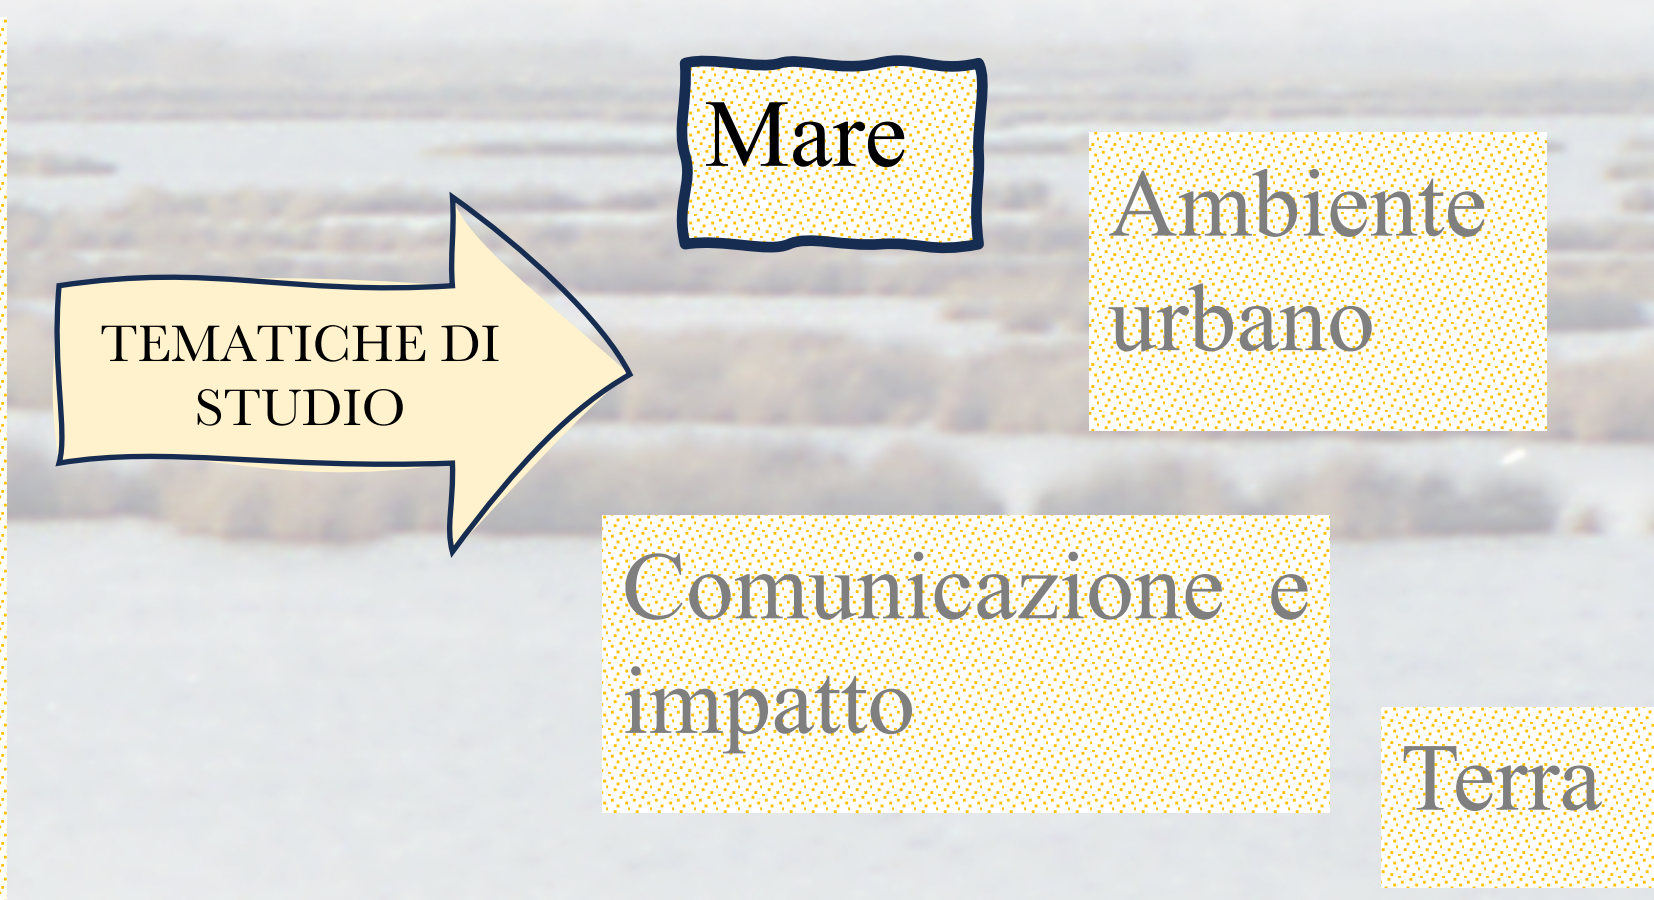 TEMATICHE DI
STUDIO
Mare
Ambiente
urbano
Comunicazione e
impatto
Terra